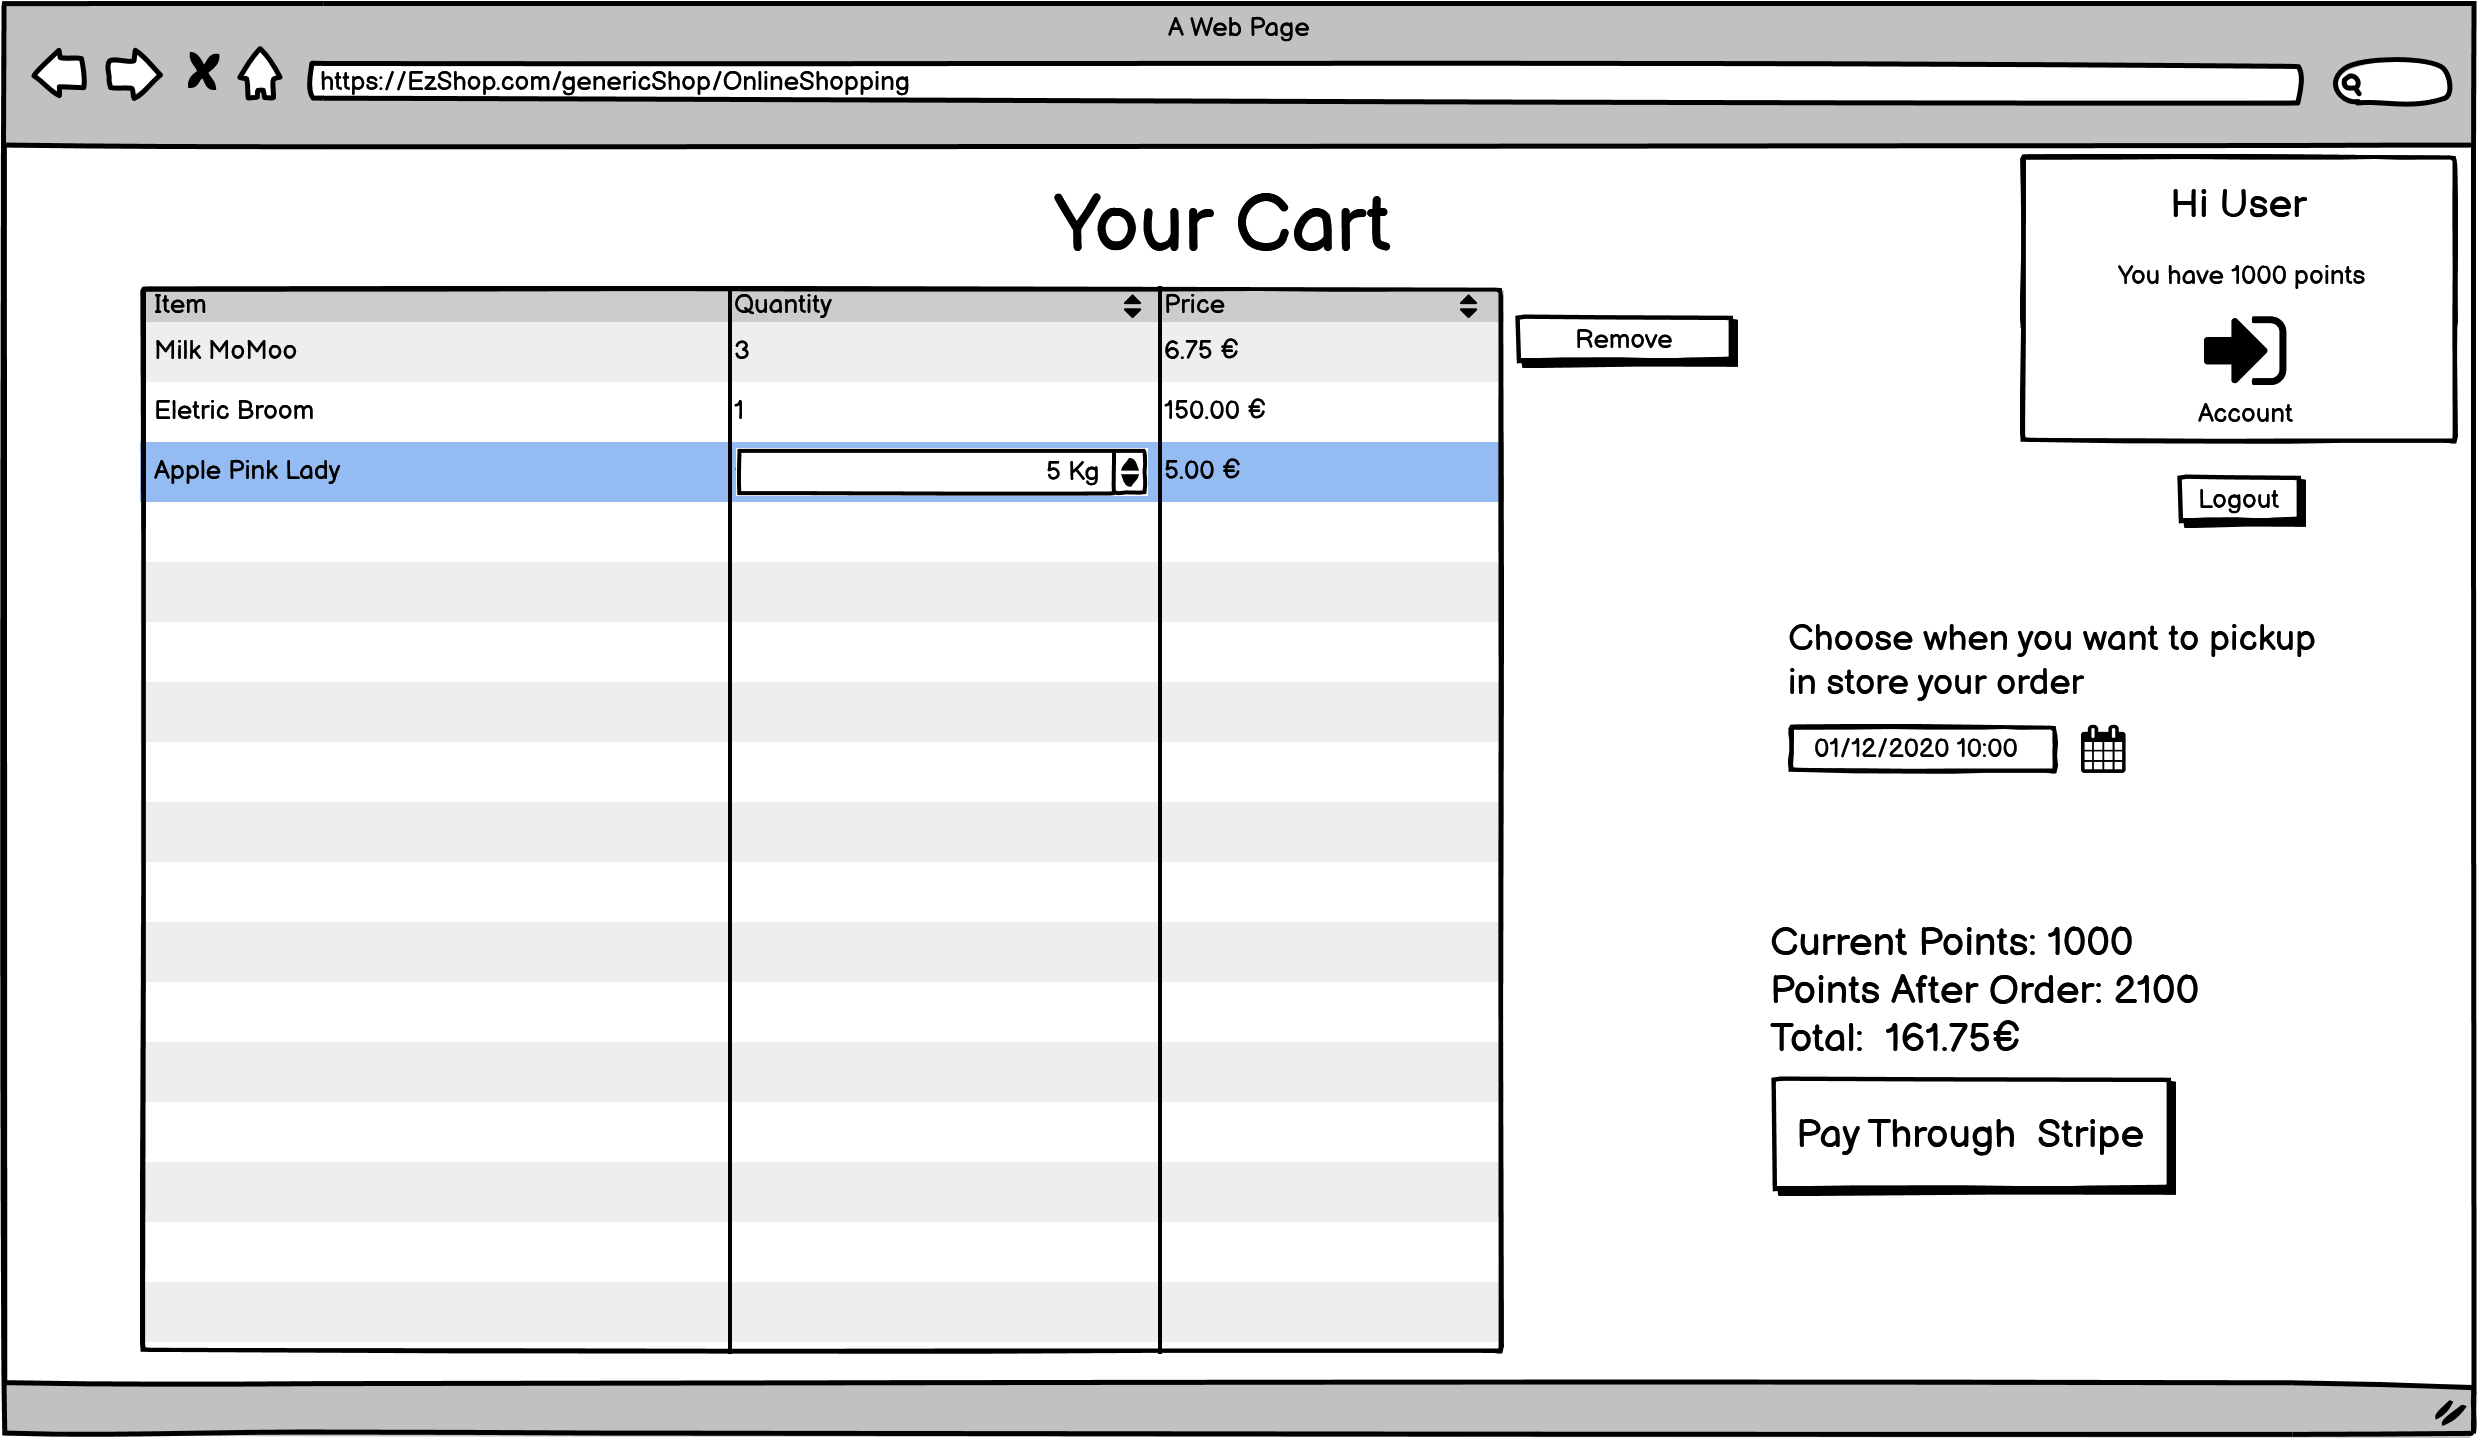 A Web Page
https://EzShop.com/genericShop/OnlineShopping
Your Cart
Hi User
You have 1000 points
Account
Logout
Item Quantity Price
Milk MoMoo 3 6.75 €
Eletric Broom 1 150.00 €
Apple Pink Lady 5 Kg 5.00 €
Remove
Choose when you want to pickup
in store your order
01/12/2020 10:00
Current Points: 1000
Points After Order: 2100
Total: 161.75€
Pay Through Stripe